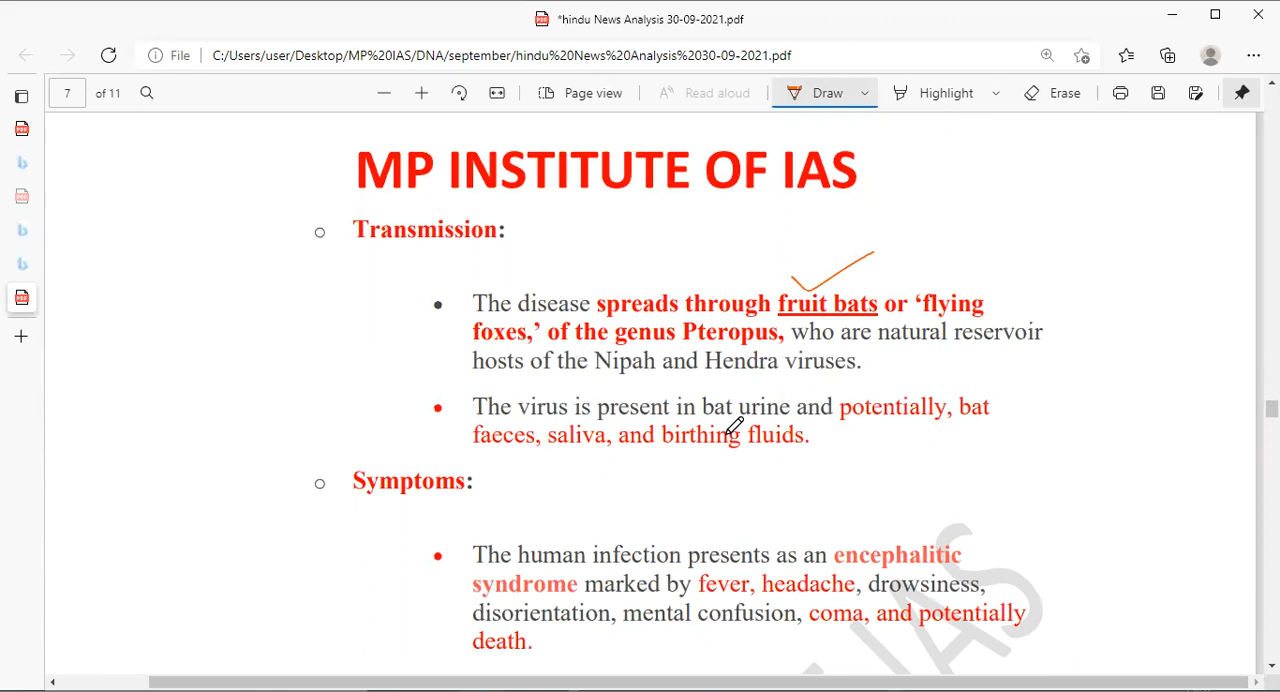 *hindu News Analysis 30-09-2021.pdf
File C:/Users/user/Desktop/MP%20IAS/DNA/september/hindu%20News%20Analysis%2030-09-2021.pdf
7 of 11 Page view Read aloud Draw Highlight Erase
MP INSTITUTE OF IAS
Transmission:
The disease spreads through fruit bats or ‘flying
foxes,’ of the genus Pteropus, who are natural reservoir
hosts of the Nipah and Hendra viruses.
The virus is present in bat urine and potentially, bat
faeces, saliva, and birthing fluids.
Symptoms:
The human infection presents as an encephalitic
syndrome marked by fever, headache, drowsiness,
disorientation, mental confusion, coma, and potentially
death.
IAS